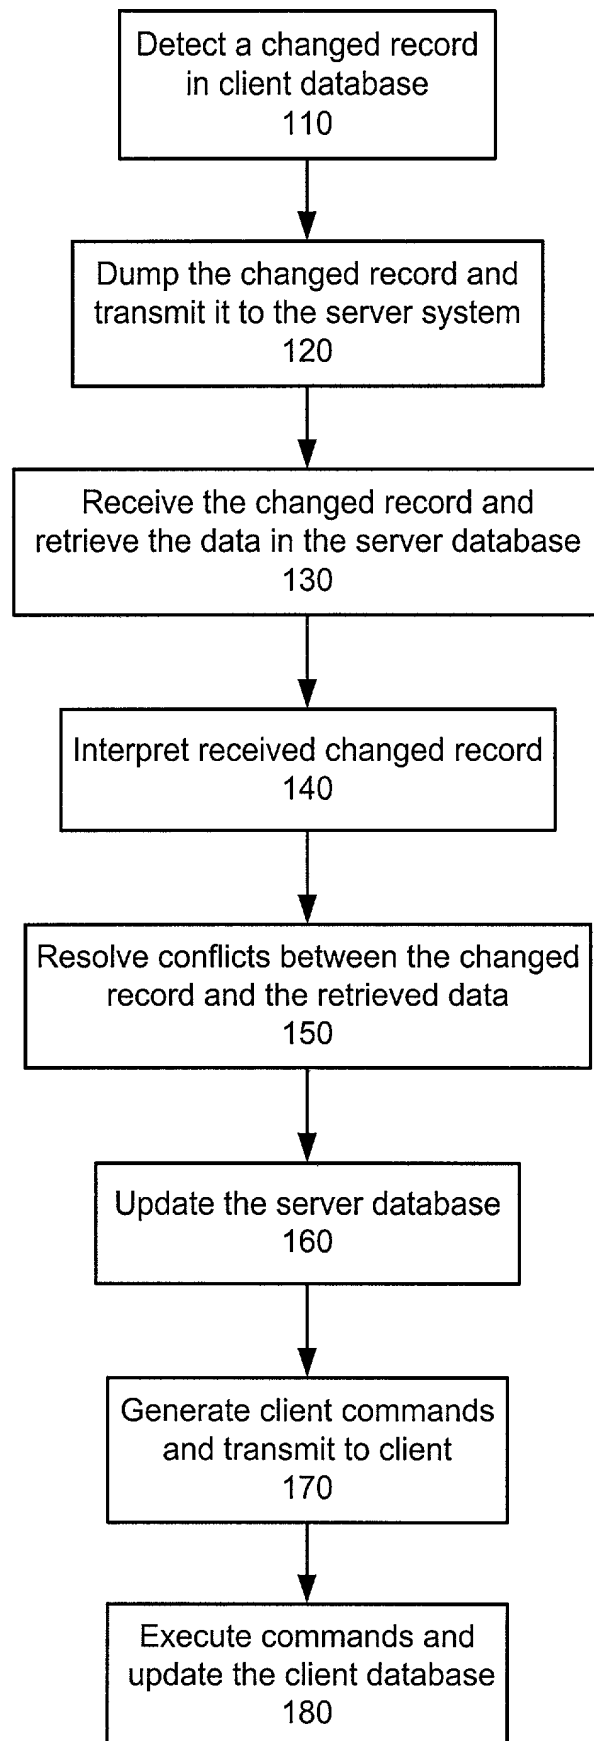 Detect a changed record
in client database
110
Dump the changed record and
transmit it to the server system
120
Receive the changed record and
retrieve the data in the server database
130
Interpret received changed record
140
Resolve conflicts between the changed
record and the retrieved data
150
Update the server database
160
Generate client commands
and transmit to client
170
Execute commands and
update the client database
180